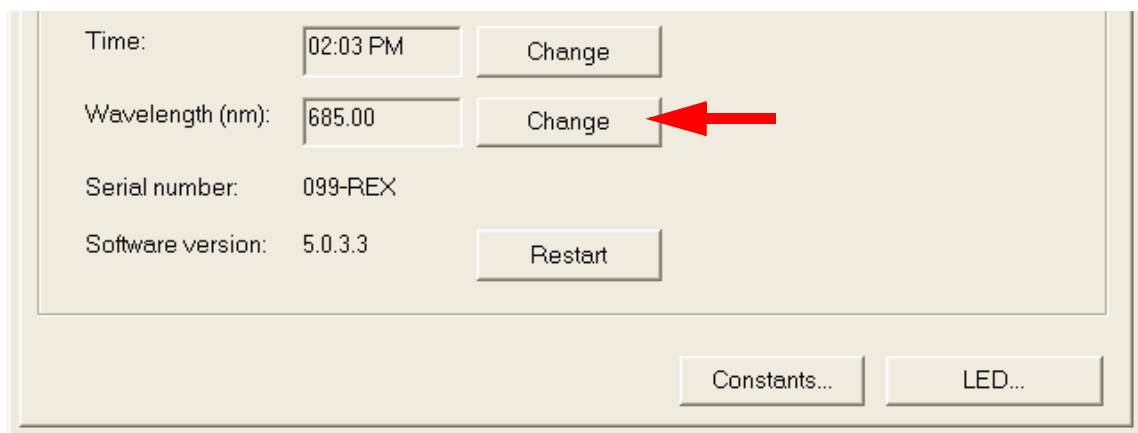 Time: 02:03 PM Change
Wavelength (nm): 685.00 Change
Serial number: 099-REX
Software version: 5.0.3.3 Restart
Constants... LED...